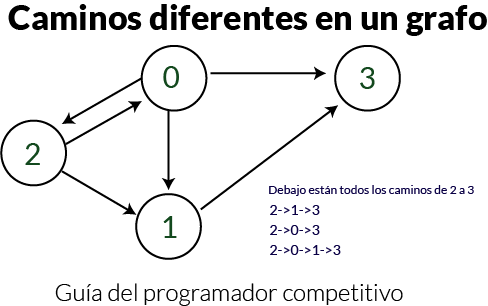 Caminos diferentes en un grafo
0
3
2
1
Debajo están todos los caminos de 2 a 3
2->1->3
2->0->3
2->0->1->3
Guía del programador competitivo